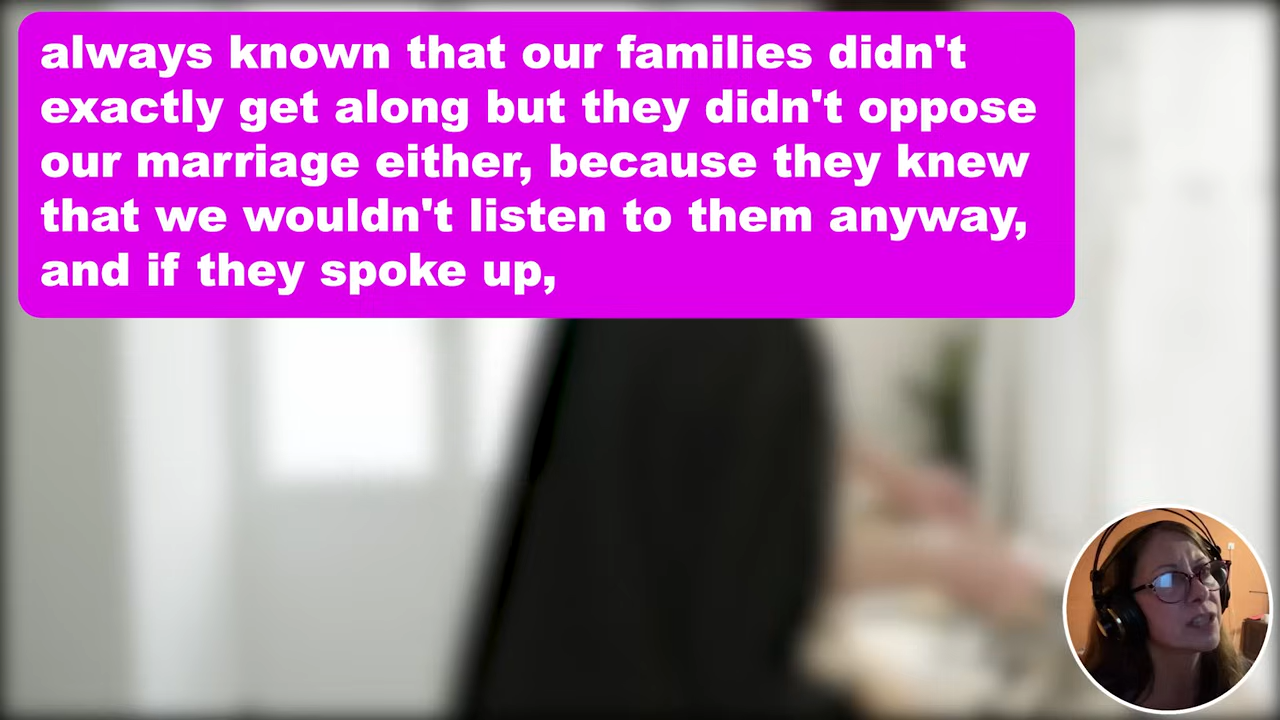 always known that our families didn't
exactly get along but they didn't oppose
our marriage either, because they knew
that we wouldn't listen to them anyway,
and if they spoke up,